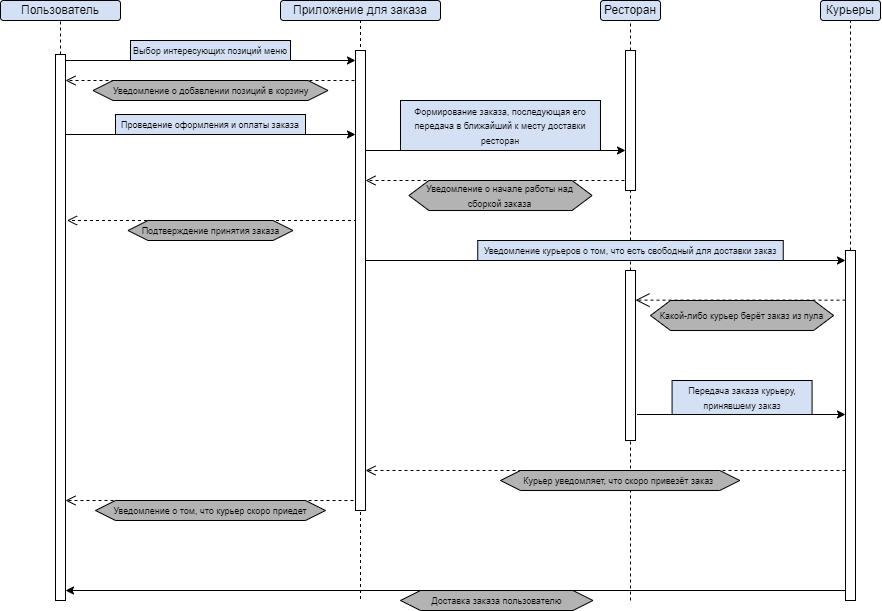 Пользователь
Приложение для заказа
Ресторан
Курьеры
Выбор интересующих позиций меню
Уведомление о добавлении позиций в корзину
Проведение оформления и оплаты заказа
Формирование заказа, последующая его
передача в ближайший к месту доставки
ресторан
Уведомление о начале работы над
сборкой заказа
Подтверждение принятия заказа
Уведомление курьеров о том, что есть свободный для доставки заказ
Какой-либо курьер берёт заказ из пула
Передача заказа курьеру,
принявшему заказ
Курьер уведомляет, что скоро привезёт заказ
Уведомление о том, что курьер скоро приедет
Доставка заказа пользователю